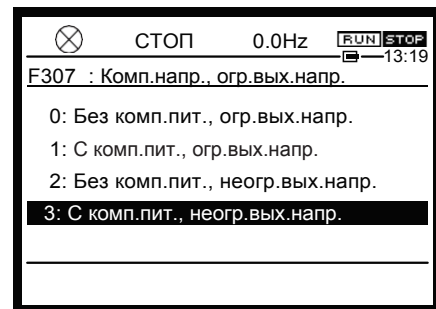 СТОП 0.0Hz RUN STOP
13:19
F307 : Комп.напр., огр.вых.напр.
0: Без комп.пит., огр.вых.напр.
1: С комп.пит., огр.вых.напр.
2: Без комп.пит., неогр.вых.напр.
3: С комп.пит., неогр.вых.напр.